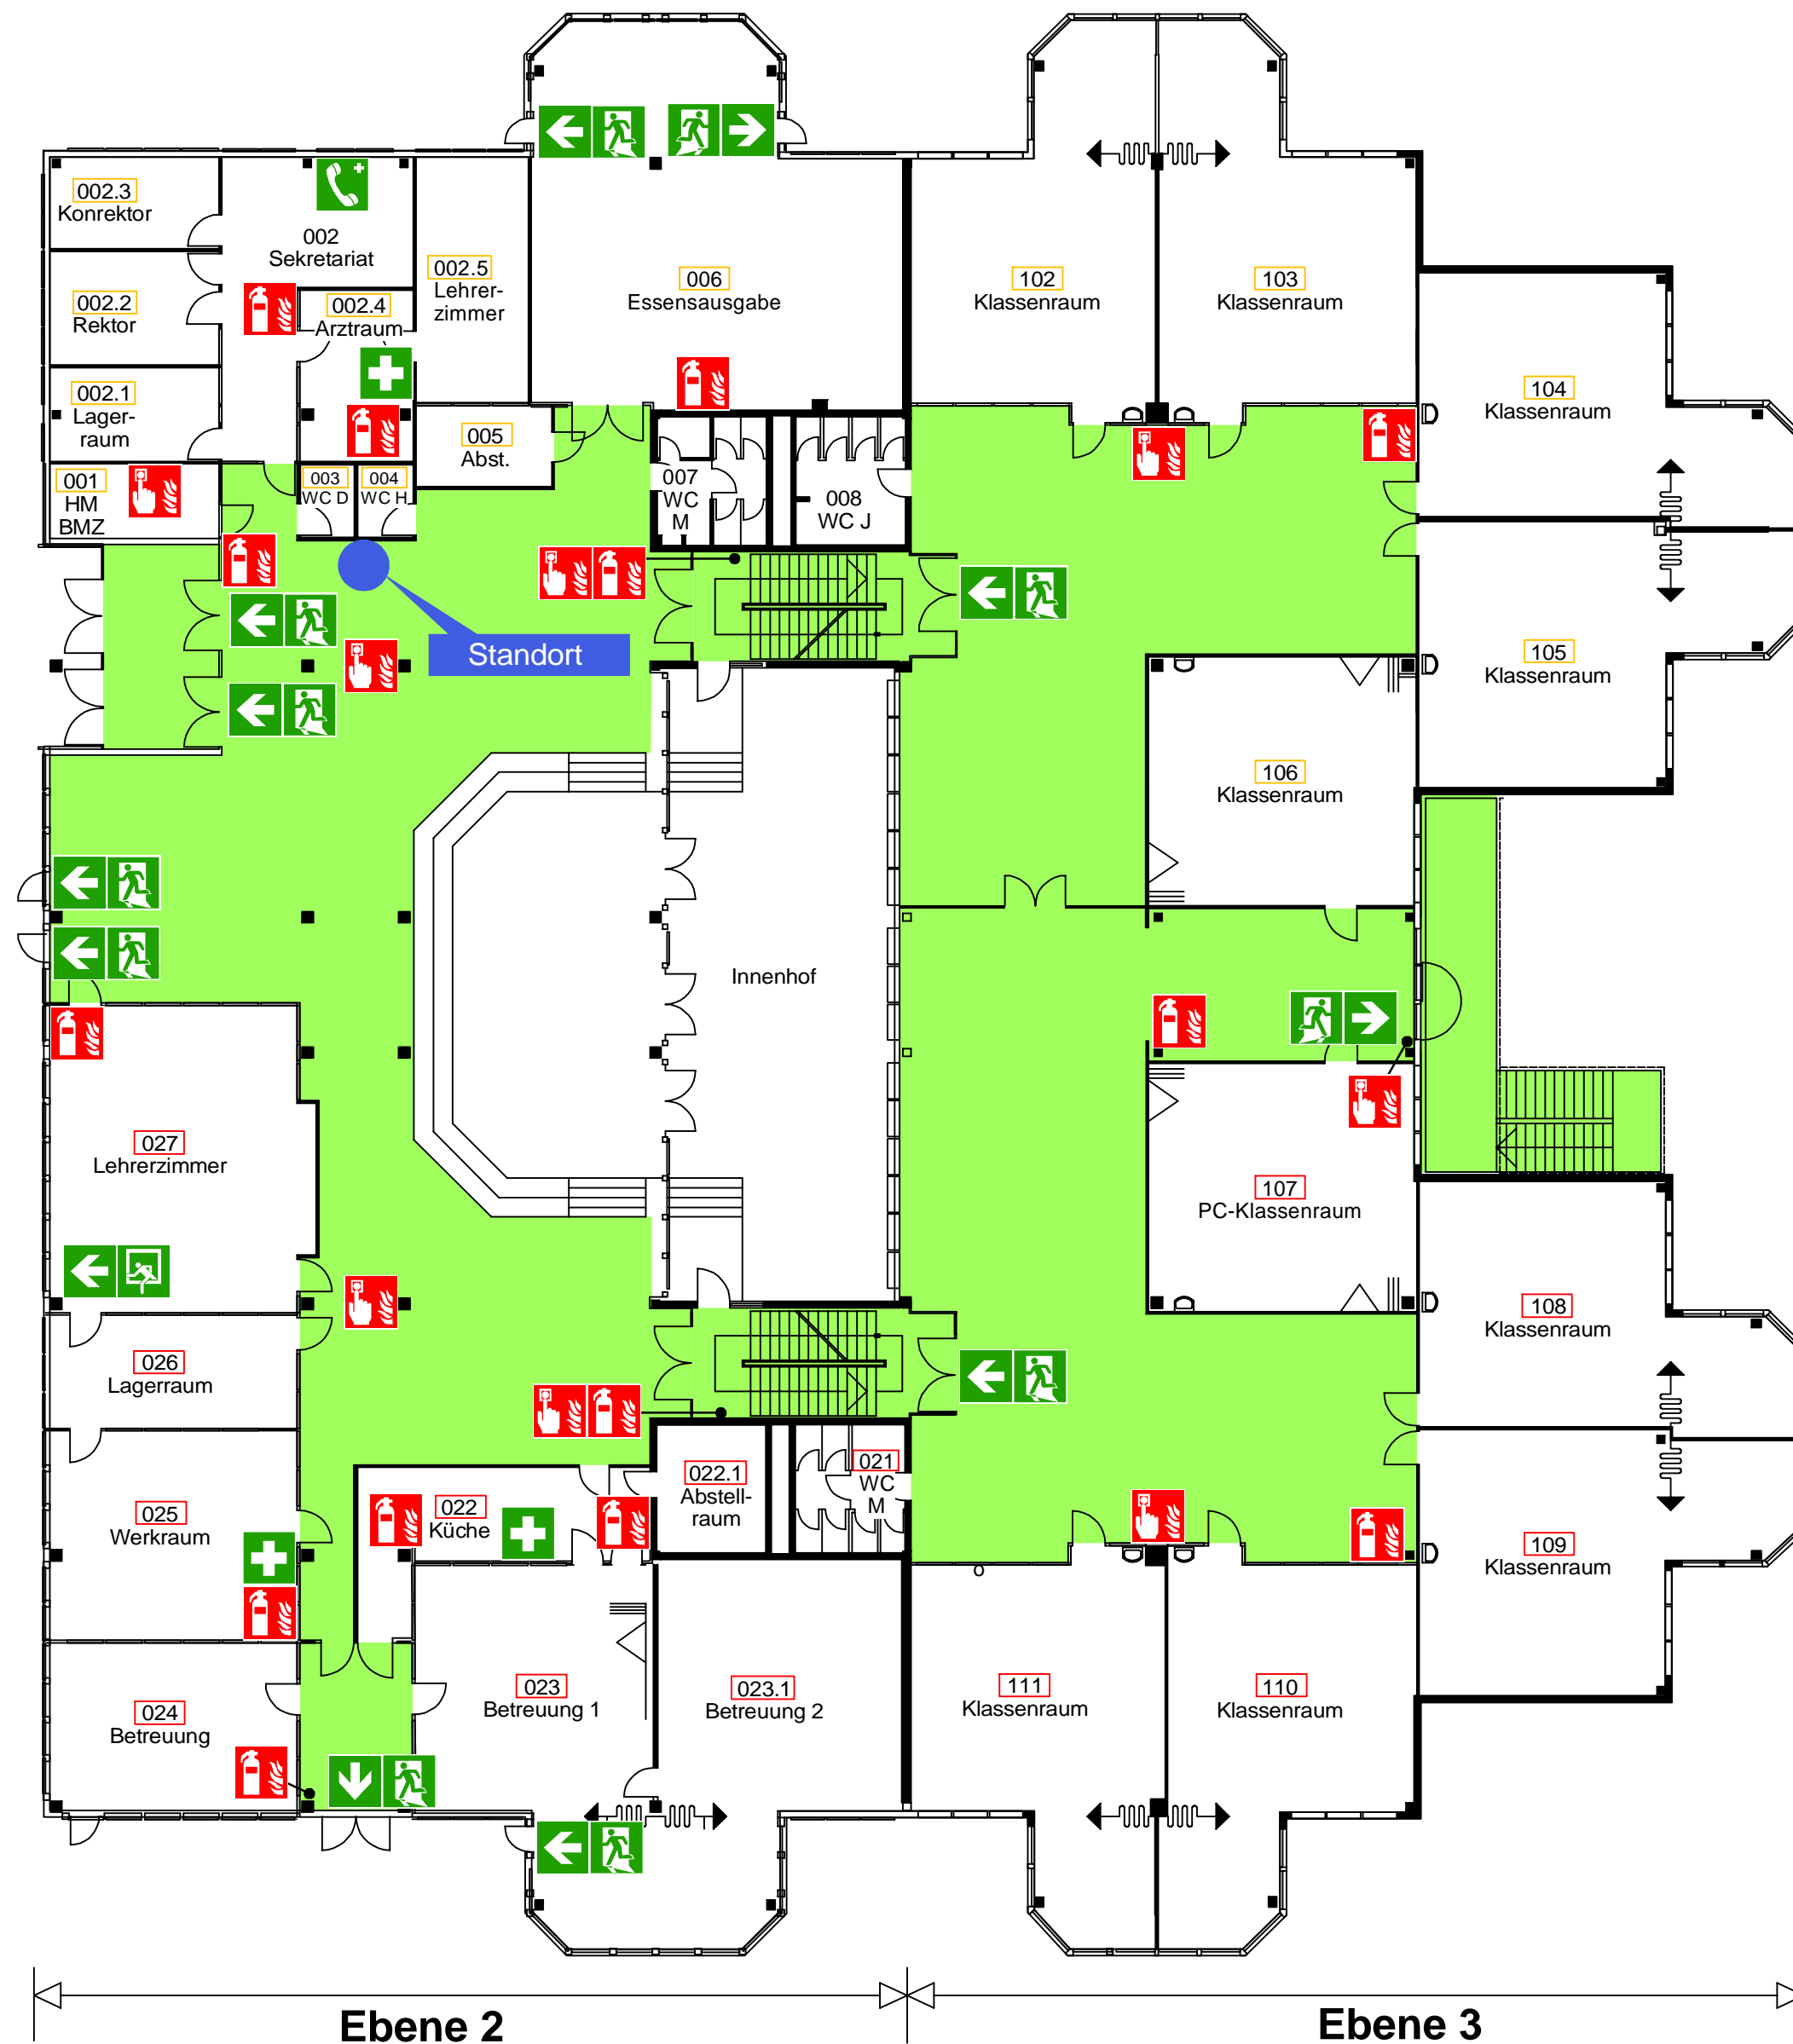 002.3
Konrektor
002
Sekretariat
002.5
Lehrer-
zimmer
002.2
Rektor
002.4
Arztraum
002.1
Lager-
raum
001
HM
BMZ
003
WC D
004
WC H
005
Abst.
006
Essensausgabe
007
WC
M
008
WC J
102
Klassenraum
103
Klassenraum
104
Klassenraum
105
Klassenraum
106
Klassenraum
Standort
Innenhof
027
Lehrerzimmer
107
PC-Klassenraum
108
Klassenraum
026
Lagerraum
025
Werkraum
022
Küche
022.1
Abstell-
raum
021
WC
M
109
Klassenraum
024
Betreuung
023
Betreuung 1
023.1
Betreuung 2
111
Klassenraum
110
Klassenraum
Ebene 2
Ebene 3